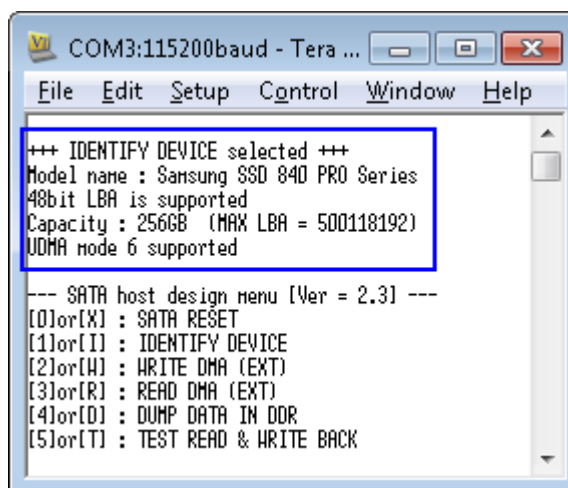 COM3:115200baud - Tera ...
File Edit Setup Control Window Help
+++ IDENTIFY DEVICE selected +++
Model name : Samsung SSD 840 PRO Series
48bit LBA is supported
Capacity : 256GB (MAX LBA = 500118192)
UDMA mode 6 supported
--- SATA host design menu [Ver = 2.3] ---
[0]or[X] : SATA RESET
[1]or[I] : IDENTIFY DEVICE
[2]or[W] : WRITE DMA (EXT)
[3]or[R] : READ DMA (EXT)
[4]or[D] : DUMP DATA IN DDR
[5]or[T] : TEST READ & WRITE BACK